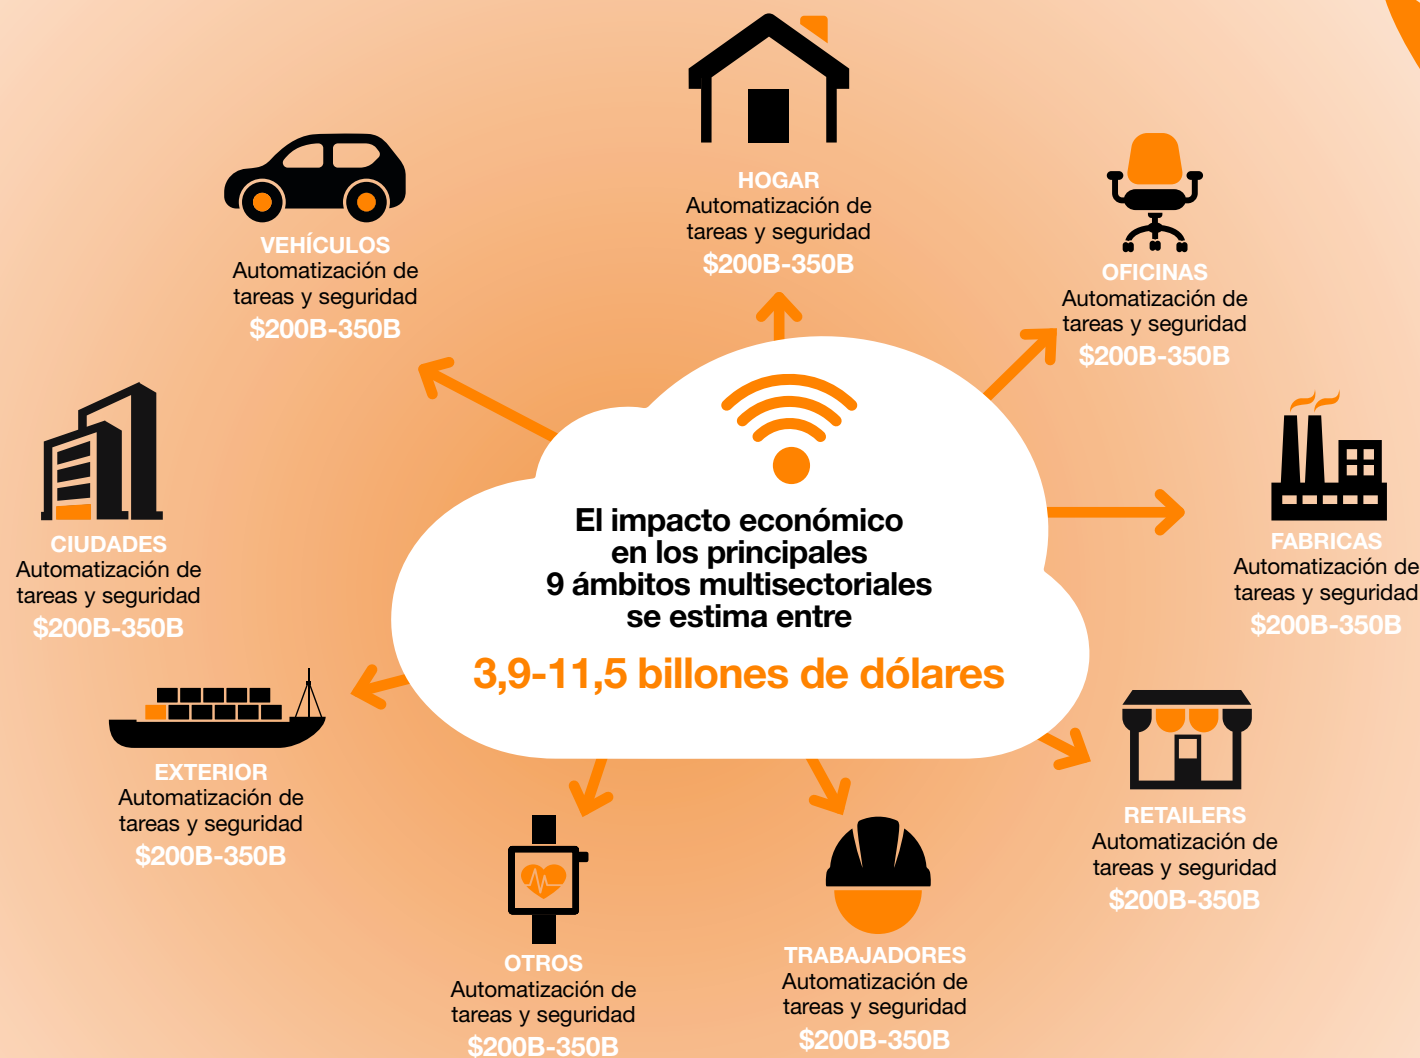 HOGAR
Automatización de
tareas y seguridad
$200B-350B
VEHÍCULOS
Automatización de
tareas y seguridad
$200B-350B
OFICINAS
Automatización de
tareas y seguridad
$200B-350B
CIUDADES
Automatización de
tareas y seguridad
$200B-350B
El impacto económico
en los principales
9 ámbitos multisectoriales
se estima entre
3,9-11,5 billones de dólares
FABRICAS
Automatización de
tareas y seguridad
$200B-350B
EXTERIOR
Automatización de
tareas y seguridad
$200B-350B
RETAILERS
Automatización de
tareas y seguridad
$200B-350B
OTROS
Automatización de
tareas y seguridad
$200B-350B
TRABAJADORES
Automatización de
tareas y seguridad
$200B-350B